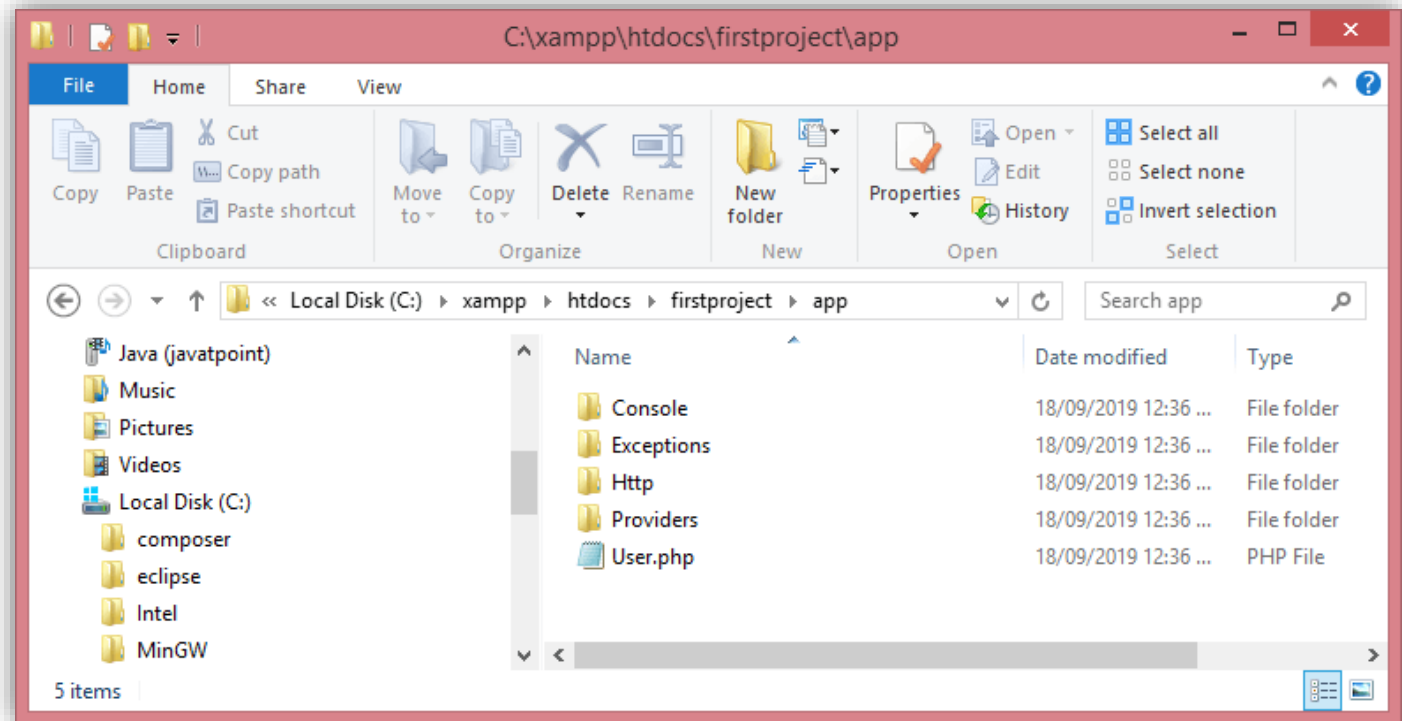 C:\xampp\htdocs\firstproject\app
File Home Share View
Copy
Paste
Cut
W... Copy path
Paste shortcut
Clipboard
Move to
Copy to
Delete
Rename
Organize
New folder
New
Properties
Open
Edit
History
Open
Select all
Select none
Invert selection
Select
« Local Disk (C:) xampp htdocs firstproject app
Search app
Java (javatpoint)
Music
Pictures
Videos
Local Disk (C:)
composer
eclipse
Intel
MinGW
Name Date modified Type
Console 18/09/2019 12:36 ... File folder
Exceptions 18/09/2019 12:36 ... File folder
Http 18/09/2019 12:36 ... File folder
Providers 18/09/2019 12:36 ... File folder
User.php 18/09/2019 12:36 ... PHP File
5 items